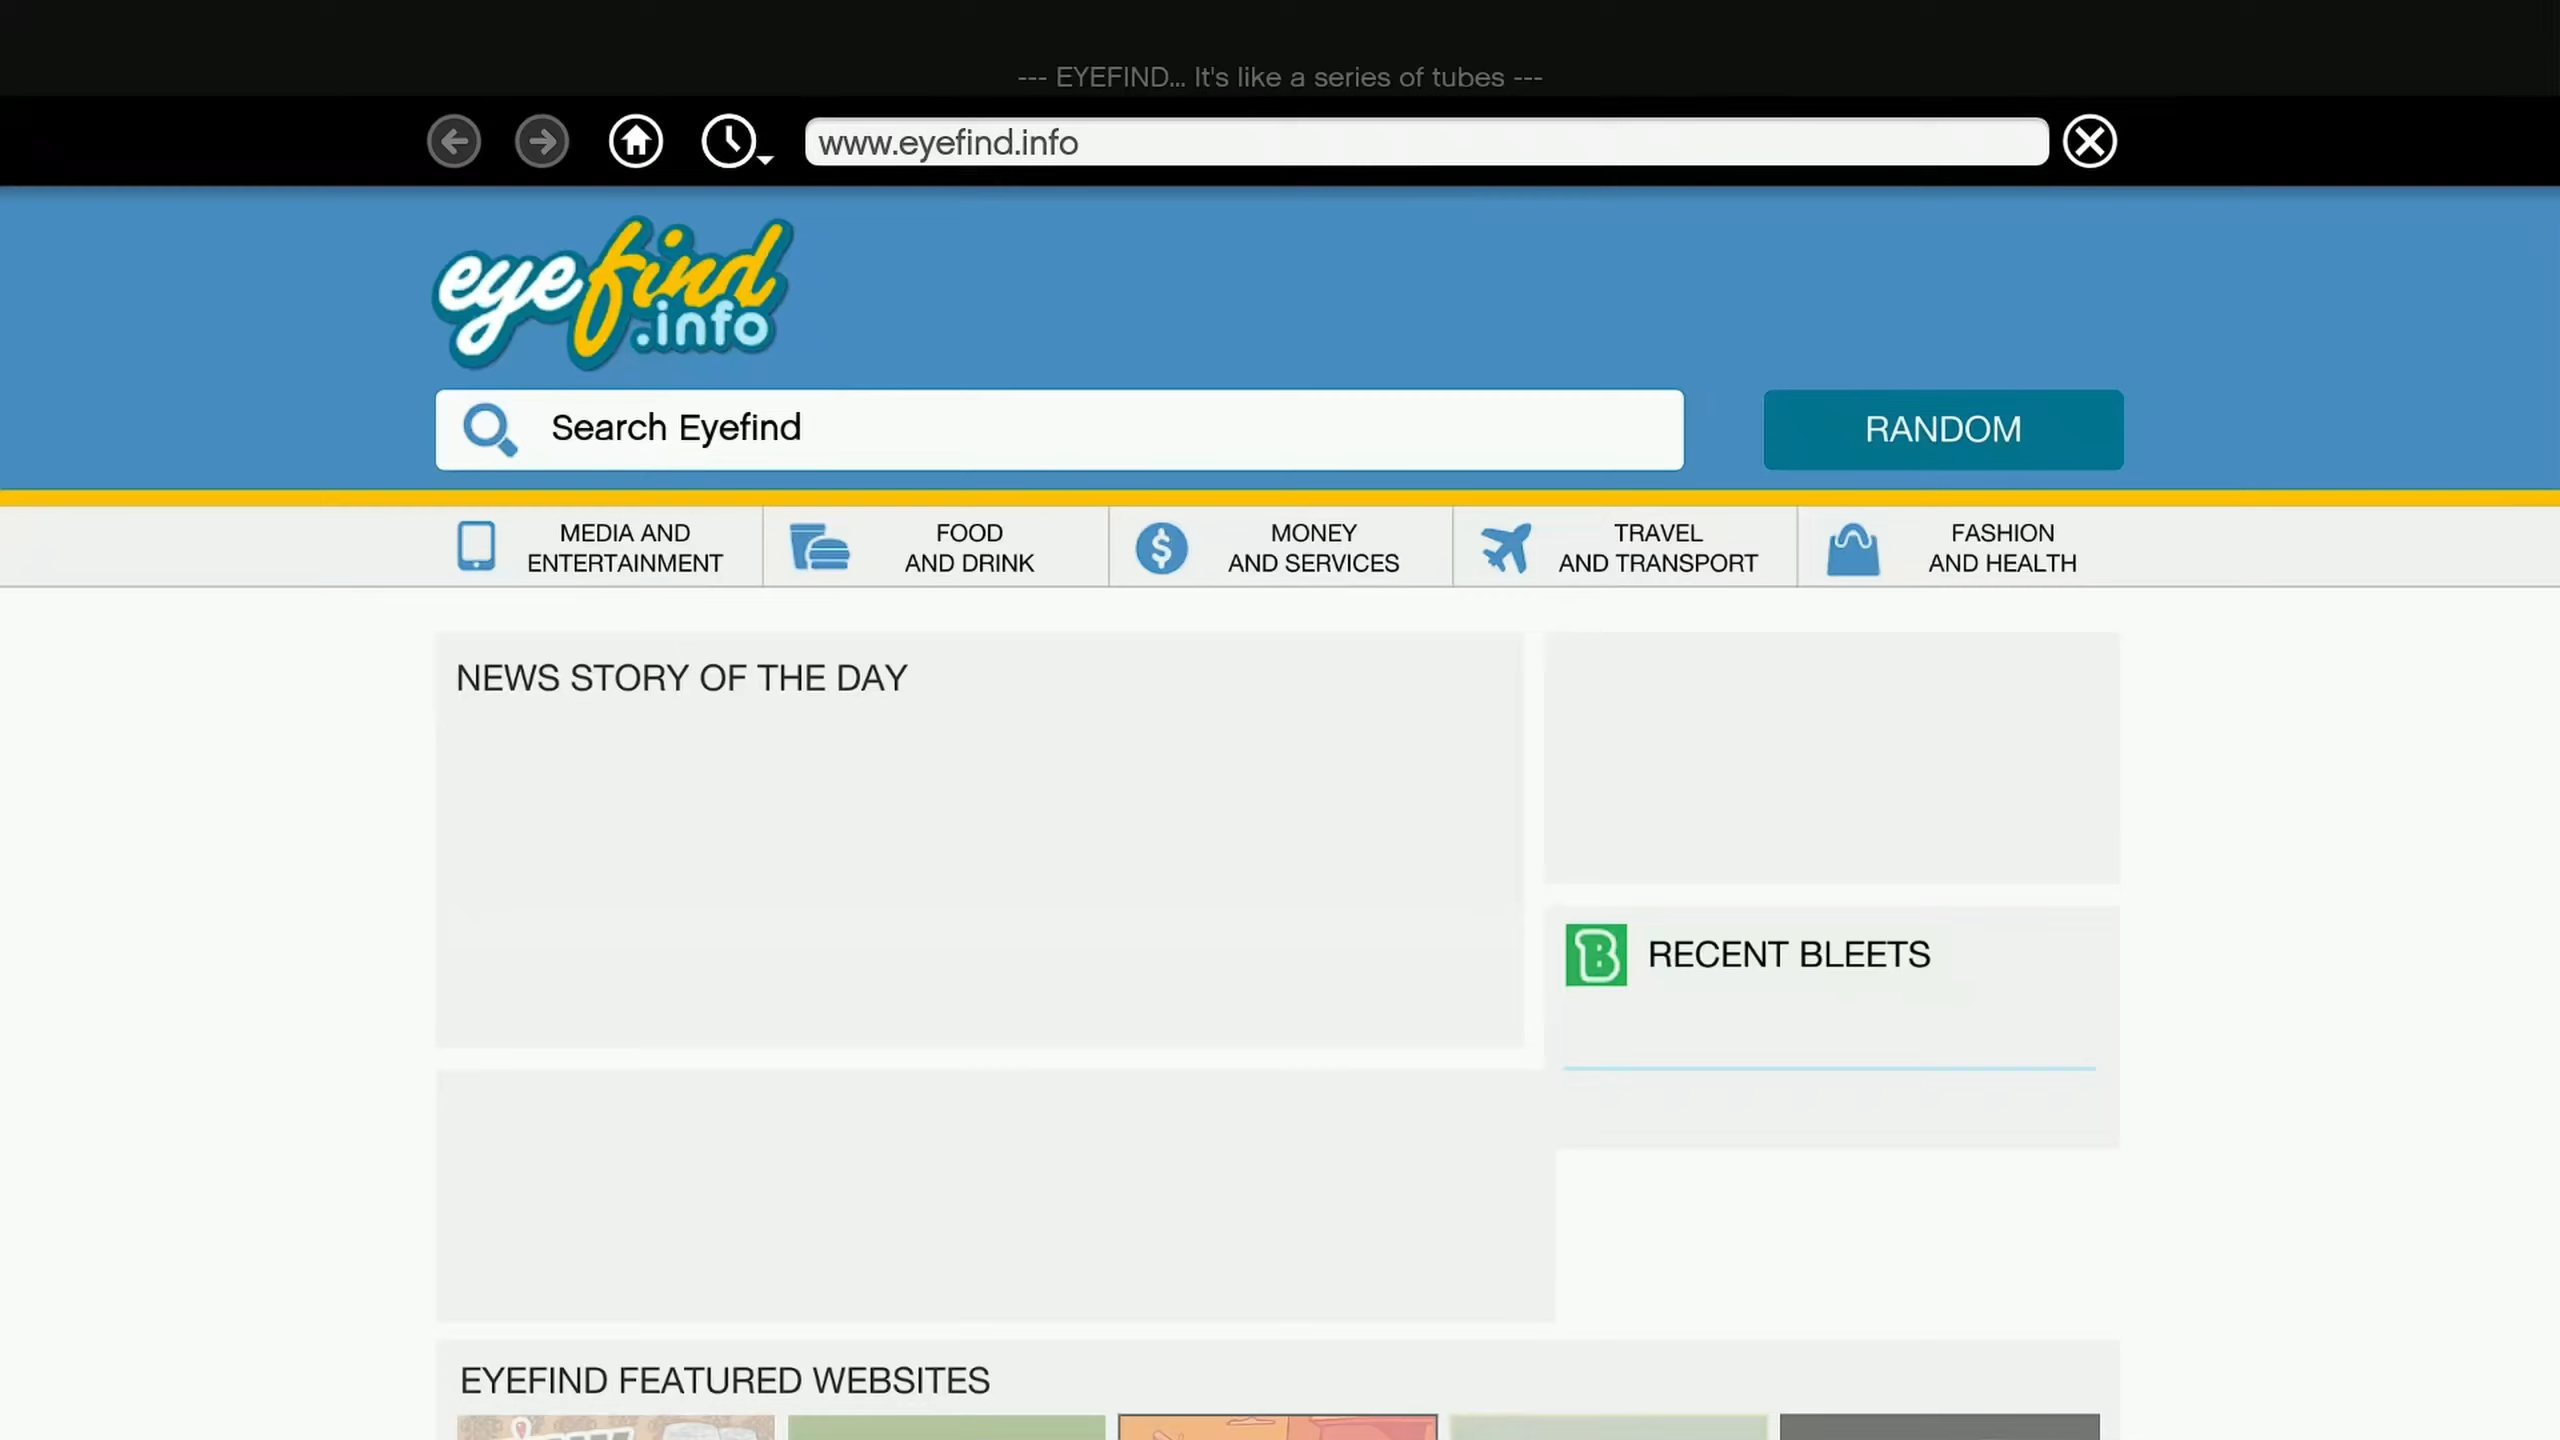 --- EYEFIND... It's like a series of tubes ---
www.eyefind.info
eyefind
.info
Search Eyefind
RANDOM
MEDIA AND
ENTERTAINMENT
FOOD
AND DRINK
MONEY
AND SERVICES
TRAVEL
AND TRANSPORT
FASHION
AND HEALTH
NEWS STORY OF THE DAY
B RECENT BLEETS
EYEFIND FEATURED WEBSITES